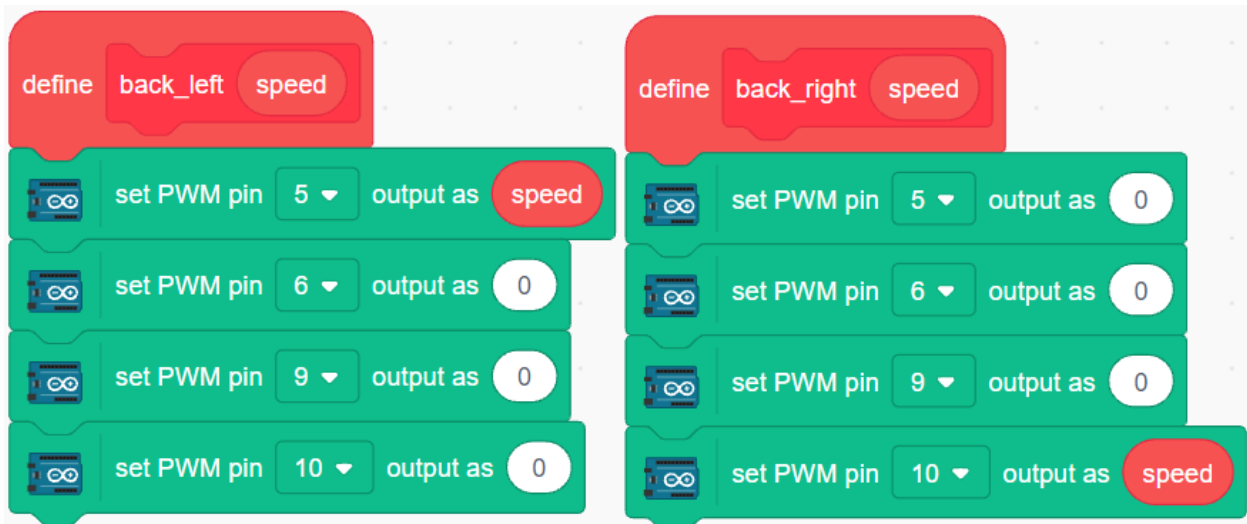 define back_left speed
set PWM pin 5 output as speed
set PWM pin 6 output as 0
set PWM pin 9 output as 0
set PWM pin 10 output as 0
define back_right speed
set PWM pin 5 output as 0
set PWM pin 6 output as 0
set PWM pin 9 output as 0
set PWM pin 10 output as speed